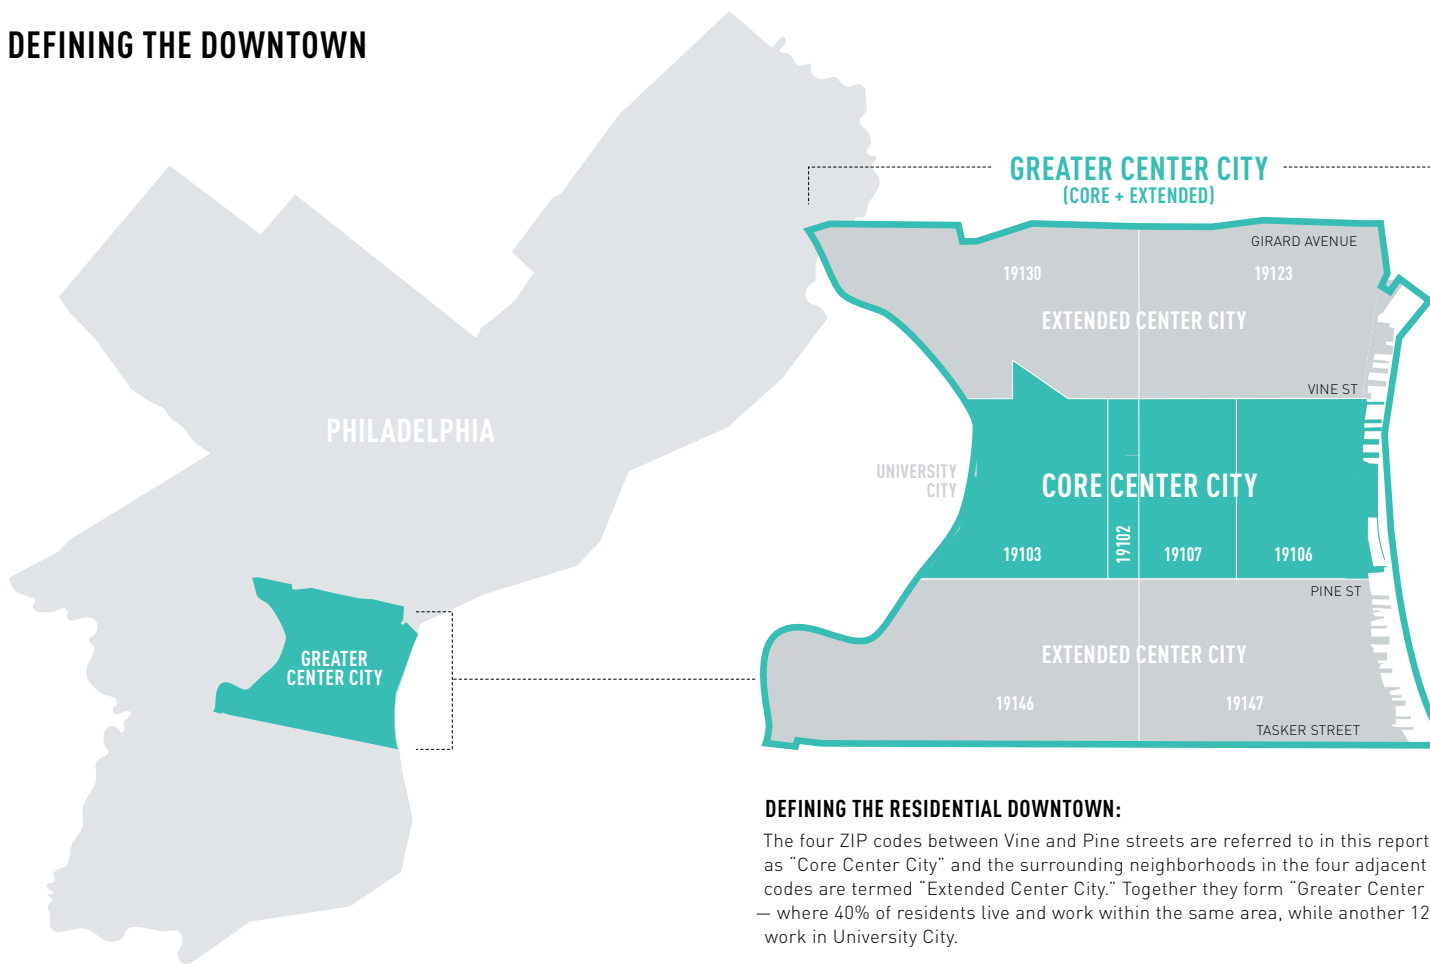 DEFINING THE DOWNTOWN
PHILADELPHIA
GREATER
CENTER CITY
GREATER CENTER CITY
(CORE + EXTENDED)
GIRARD AVENUE
19130
19123
EXTENDED CENTER CITY
VINE ST
UNIVERSITY
CITY
CORE CENTER CITY
19103
19102
19107
19106
PINE ST
EXTENDED CENTER CITY
19146
19147
TASKER STREET
DEFINING THE RESIDENTIAL DOWNTOWN:
The four ZIP codes between Vine and Pine streets are referred to in this report
as “Core Center City” and the surrounding neighborhoods in the four adjacent
codes are termed “Extended Center City.” Together they form “Greater Center
— where 40% of residents live and work within the same area, while another 12
work in University City.